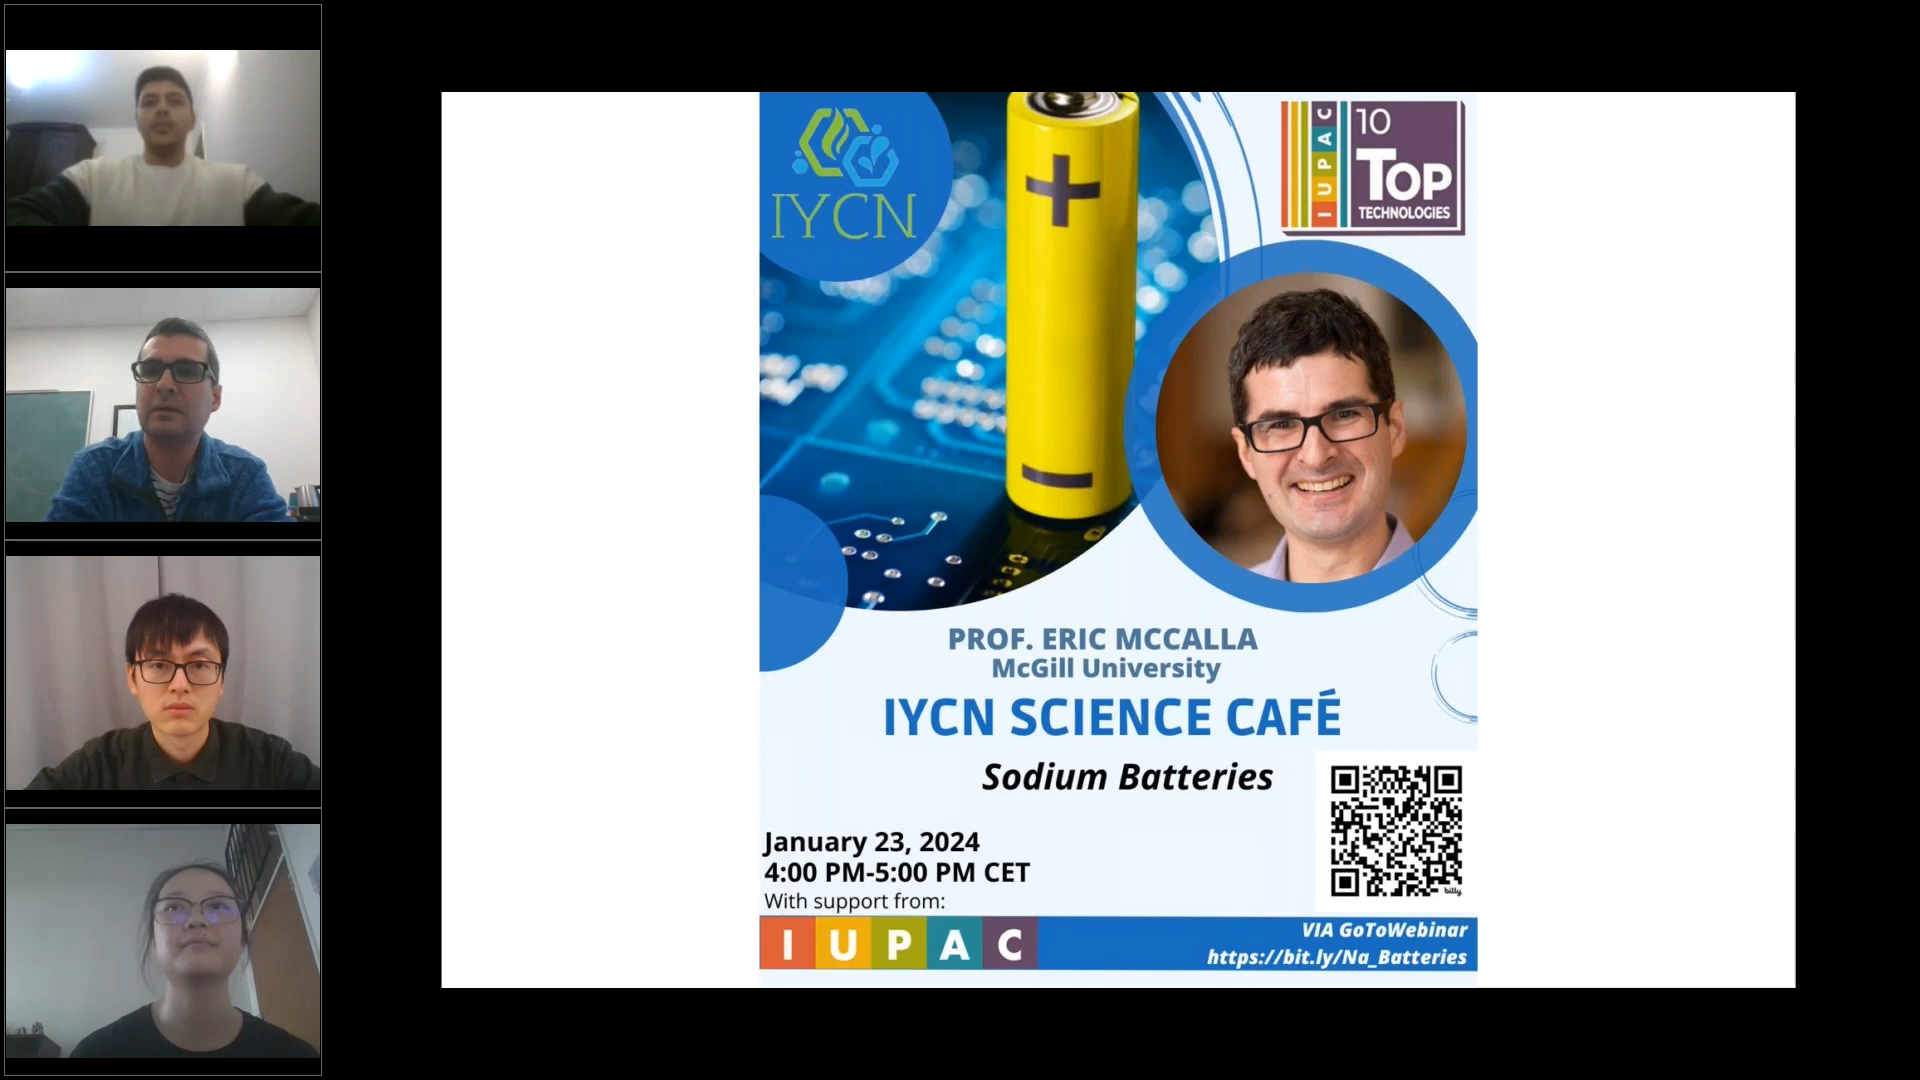 IYCN
IUPAC
10
TOP
TECHNOLOGIES
PROF. ERIC MCCALLA
McGill University
IYCN SCIENCE CAFÉ
Sodium Batteries
January 23, 2024
4:00 PM-5:00 PM CET
With support from:
bitly
IUPAC
VIA GoToWebinar
https://bit.ly/Na_Batteries